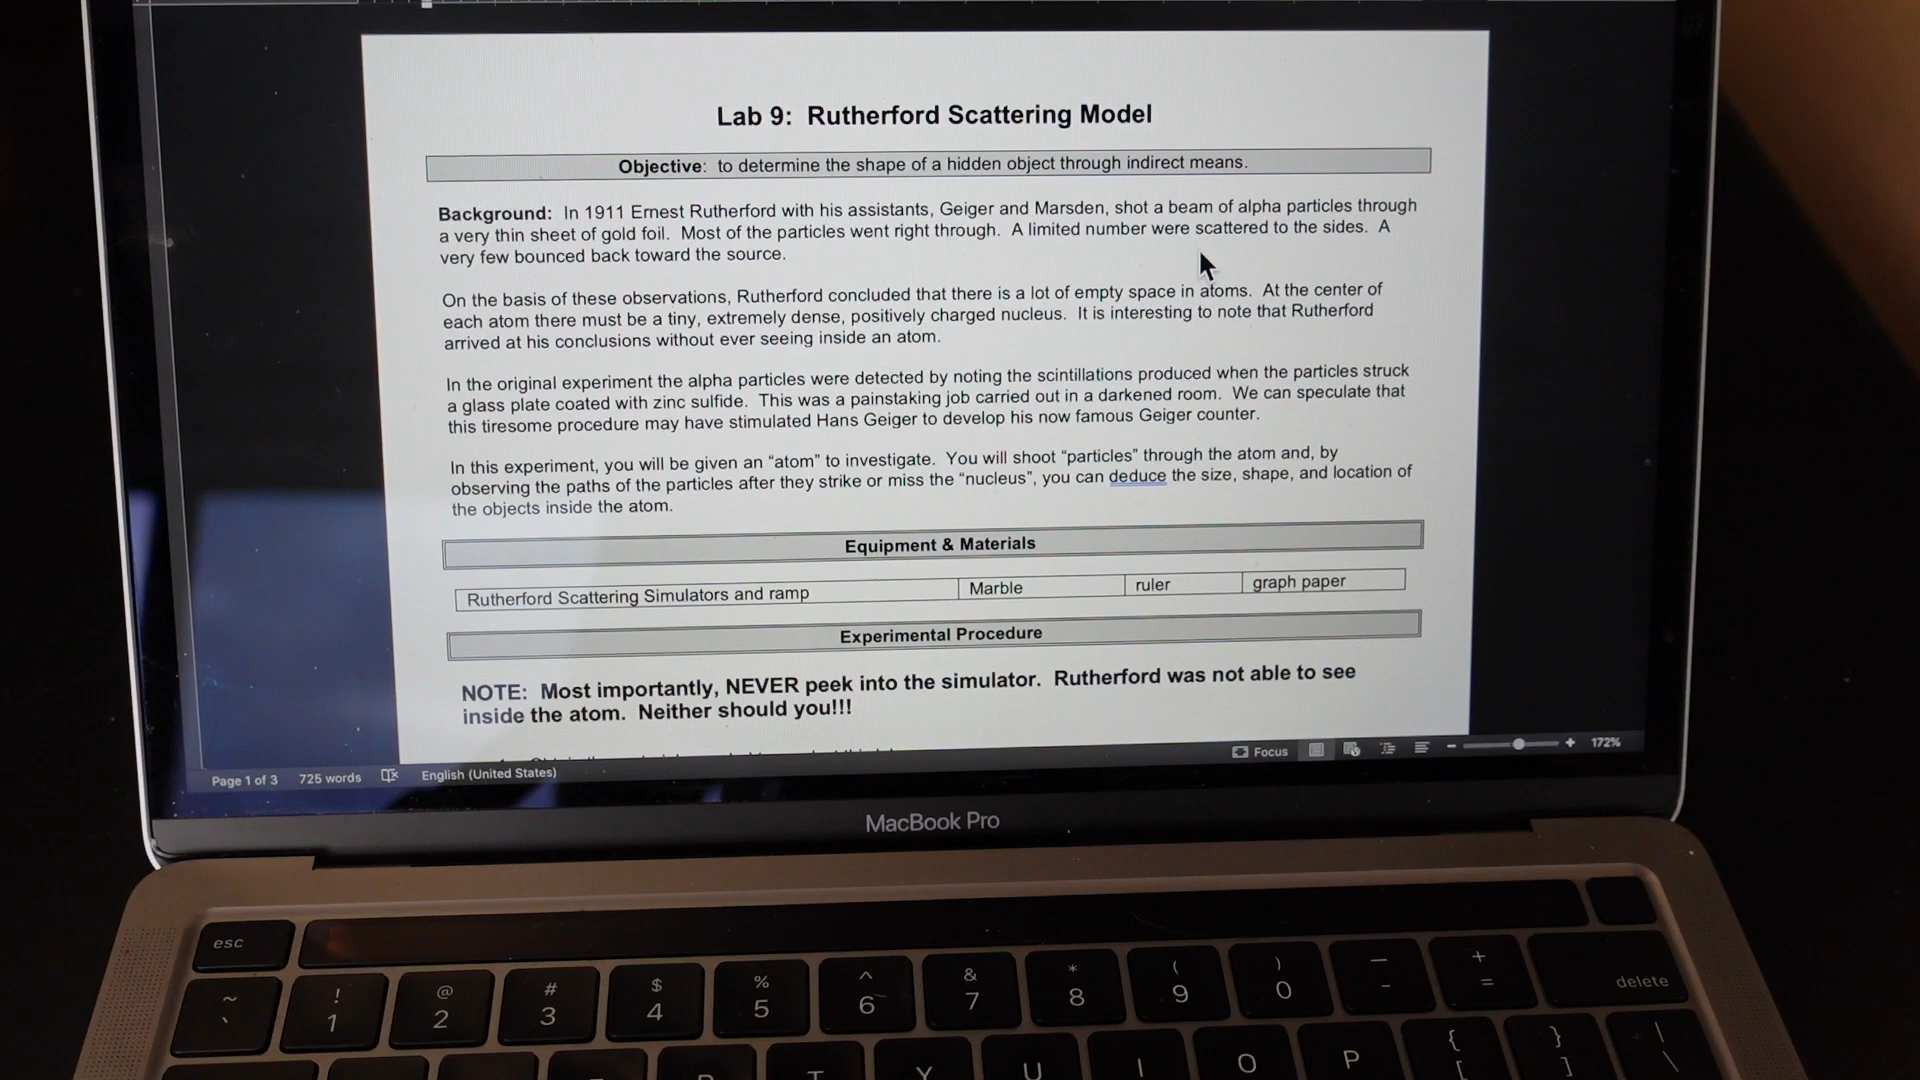 Lab 9: Rutherford Scattering Model
Objective: to determine the shape of a hidden object through indirect means.
Background: In 1911 Ernest Rutherford with his assistants, Geiger and Marsden, shot a beam of alpha particles through
a very thin sheet of gold foil. Most of the particles went right through. A limited number were scattered to the sides. A
very few bounced back toward the source.
On the basis of these observations, Rutherford concluded that there is a lot of empty space in atoms. At the center of
each atom there must be a tiny, extremely dense, positively charged nucleus. It is interesting to note that Rutherford
arrived at his conclusions without ever seeing inside an atom.
In the original experiment the alpha particles were detected by noting the scintillations produced when the particles struck
a glass plate coated with zinc sulfide. This was a painstaking job carried out in a darkened room. We can speculate that
this tiresome procedure may have stimulated Hans Geiger to develop his now famous Geiger counter.
In this experiment, you will be given an “atom” to investigate. You will shoot “particles” through the atom and, by
observing the paths of the particles after they strike or miss the “nucleus”, you can deduce the size, shape, and location of
the objects inside the atom.
Equipment & Materials
Rutherford Scattering Simulators and ramp Marble ruler graph paper
Experimental Procedure
NOTE: Most importantly, NEVER peek into the simulator. Rutherford was not able to see
inside the atom. Neither should you!!!
Page 1 of 3 725 words English (United States) Focus - + 172%
MacBook Pro
esc
~ ! @ # $ % ^ & * ( ) — +
` 1 2 3 4 5 6 7 8 9 0 - = delete
Y U I O P { } |
[ ] \